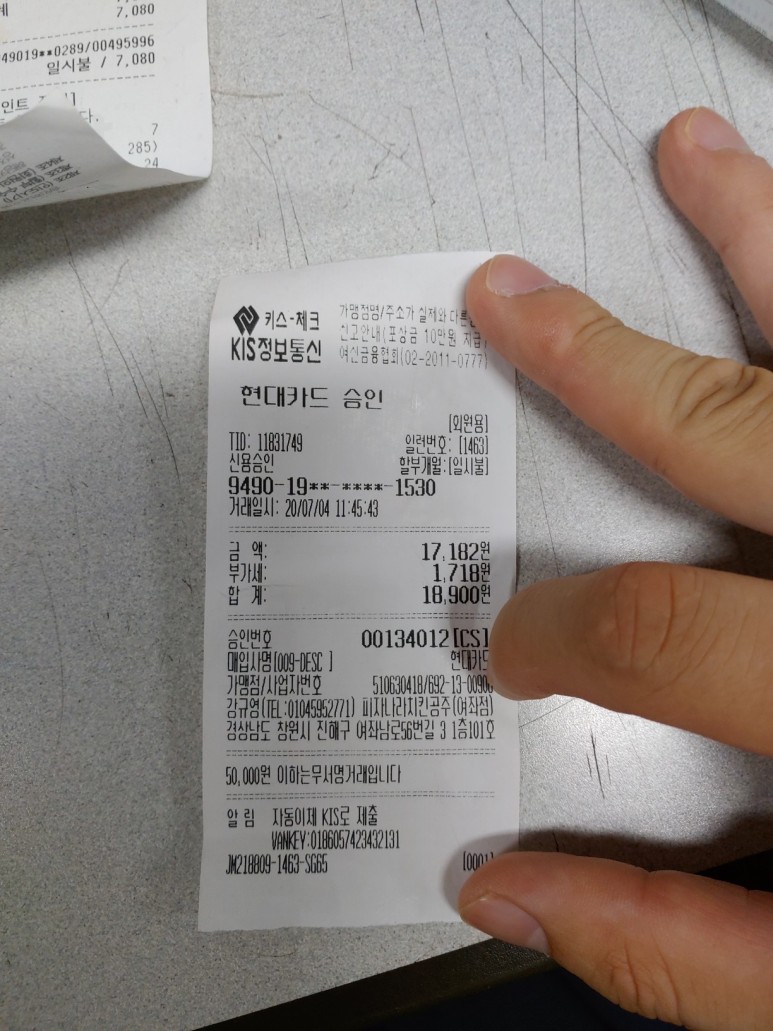 7,080
49019**0289/00495996
일시불 / 7,080
7
285)
24
키스-체크
KIS정보통신
가맹점명/주소가 실제와 다른
신고안내(포상금 10만원 지급)
여신금융협회(02-2011-0777)
현대카드 승인
[회원용]
TID: 11831749 일련번호: [1463]
신용승인 할부개월:[일시불]
9490-19**-****-1530
거래일시: 20/07/04 11:45:43
금 액: 17,182원
부가세: 1,718원
합 계: 18,900원
승인번호 00134012[CS]
매입사명[009-DESC ] 현대카드
가맹점/사업자번호 510630418/692-13-0090
강규영(TEL:01045952771) 피자나라치킨공주(여좌점)
경상남도 창원시 진해구 여좌남로56번길 3 1층101호
50,000원 이하는무서명거래입니다
알 림 자동이체 KIS로 제출
VANKEY:0186057423432131
JM218809-1463-SG65 [0001]